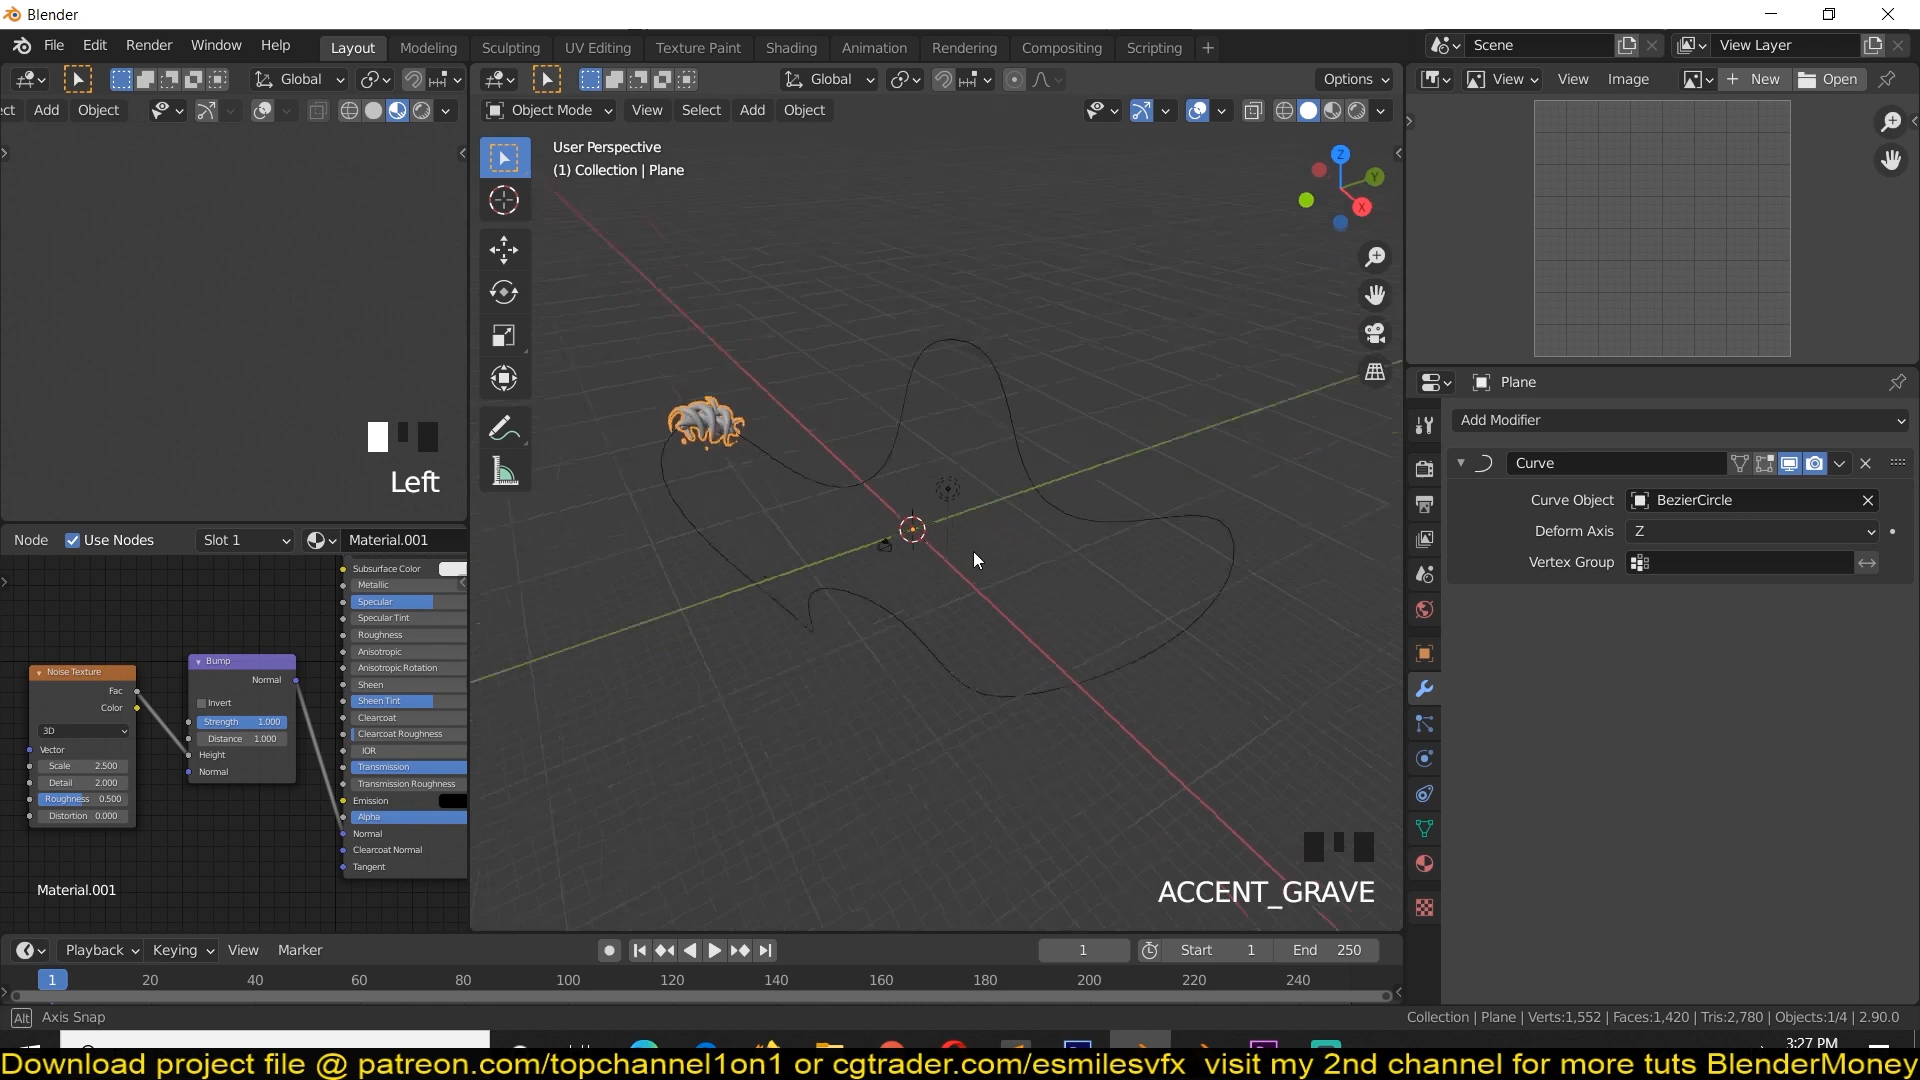 Blender
File Edit Render Window Help Layout Modeling Sculpting UV Editing Texture Paint Shading Animation Rendering Compositing Scripting + Scene View Layer
Global Global Options View View Image + New Open
ect Add Object Object Mode View Select Add Object
User Perspective
(1) Collection | Plane
Z
Y
X
Left
Plane
Add Modifier
Curve
Curve Object BezierCircle
Deform Axis Z
Vertex Group
Node Use Nodes Slot 1 Material.001
Subsurface Color
Metallic
Specular
Specular Tint
Roughness
Anisotropic
Anisotropic Rotation
Sheen
Sheen Tint
Clearcoat
Clearcoat Roughness
IOR
Transmission
Transmission Roughness
Emission
Alpha
Normal
Clearcoat Normal
Tangent
Noise Texture
Fac
Color
3D
Vector
Scale 2.500
Detail 2.000
Roughness 0.500
Distortion 0.000
Bump
Normal
Invert
Strength 1.000
Distance 1.000
Height
Normal
Material.001
ACCENT_GRAVE
Playback Keying View Marker 1 Start 1 End 250
1 20 40 60 80 100 120 140 160 180 200 220 240
Alt Axis Snap Collection | Plane | Verts:1,552 | Faces:1,420 | Tris:2,780 | Objects:1/4 | 2.90.0
3:27 PM
Download project file @ patreon.com/topchannel1on1 or cgtrader.com/esmilesvfx visit my 2nd channel for more tuts BlenderMoney